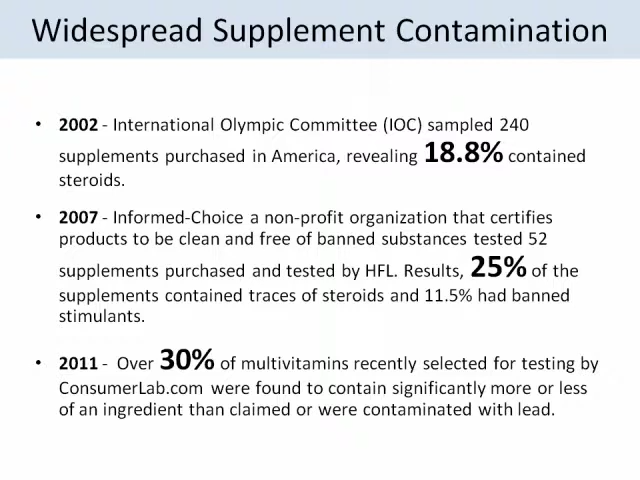 Widespread Supplement Contamination
• 2002 - International Olympic Committee (IOC) sampled 240
supplements purchased in America, revealing 18.8% contained
steroids.
• 2007 - Informed-Choice a non-profit organization that certifies
products to be clean and free of banned substances tested 52
supplements purchased and tested by HFL. Results, 25% of the
supplements contained traces of steroids and 11.5% had banned
stimulants.
• 2011 - Over 30% of multivitamins recently selected for testing by
ConsumerLab.com were found to contain significantly more or less
of an ingredient than claimed or were contaminated with lead.